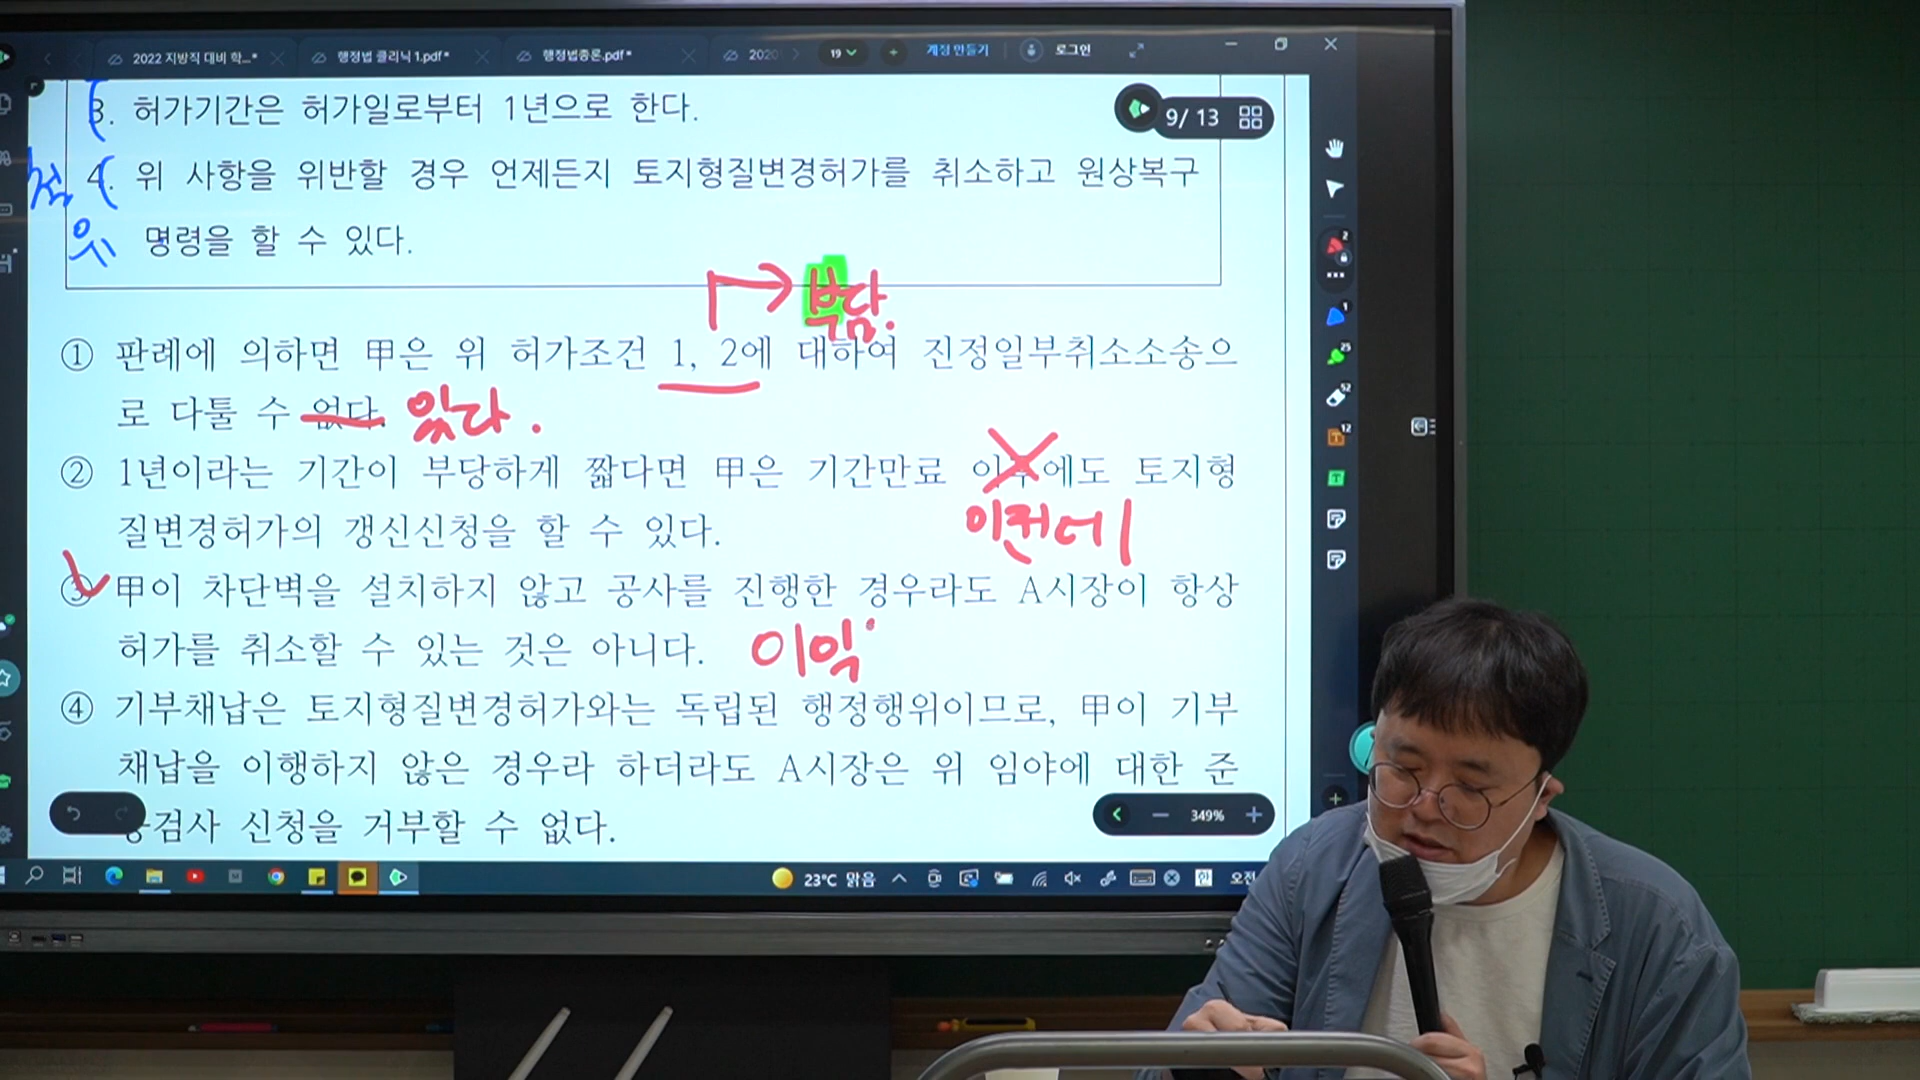 2022 지방직 대비 학...*
행정법 클리닉 1.pdf*
행정법총론.pdf*
2020
19
계정 만들기
로그인
3. 허가기간은 허가일로부터 1년으로 한다.
9/ 13
4. 위 사항을 위반할 경우 언제든지 토지형질변경허가를 취소하고 원상복구
명령을 할 수 있다.
부담.
① 판례에 의하면 甲은 위 허가조건 1, 2에 대하여 진정일부취소소송으
로 다툴 수 없다. 있다.
② 1년이라는 기간이 부당하게 짧다면 甲은 기간만료 이후에도 토지형
이전에
질변경허가의 갱신신청을 할 수 있다.
③ 甲이 차단벽을 설치하지 않고 공사를 진행한 경우라도 A시장이 항상
허가를 취소할 수 있는 것은 아니다. 이익
④ 기부채납은 토지형질변경허가와는 독립된 행정행위이므로, 甲이 기부
채납을 이행하지 않은 경우라 하더라도 A시장은 위 임야에 대한 준
공검사 신청을 거부할 수 없다.
349%
23℃ 맑음
오전